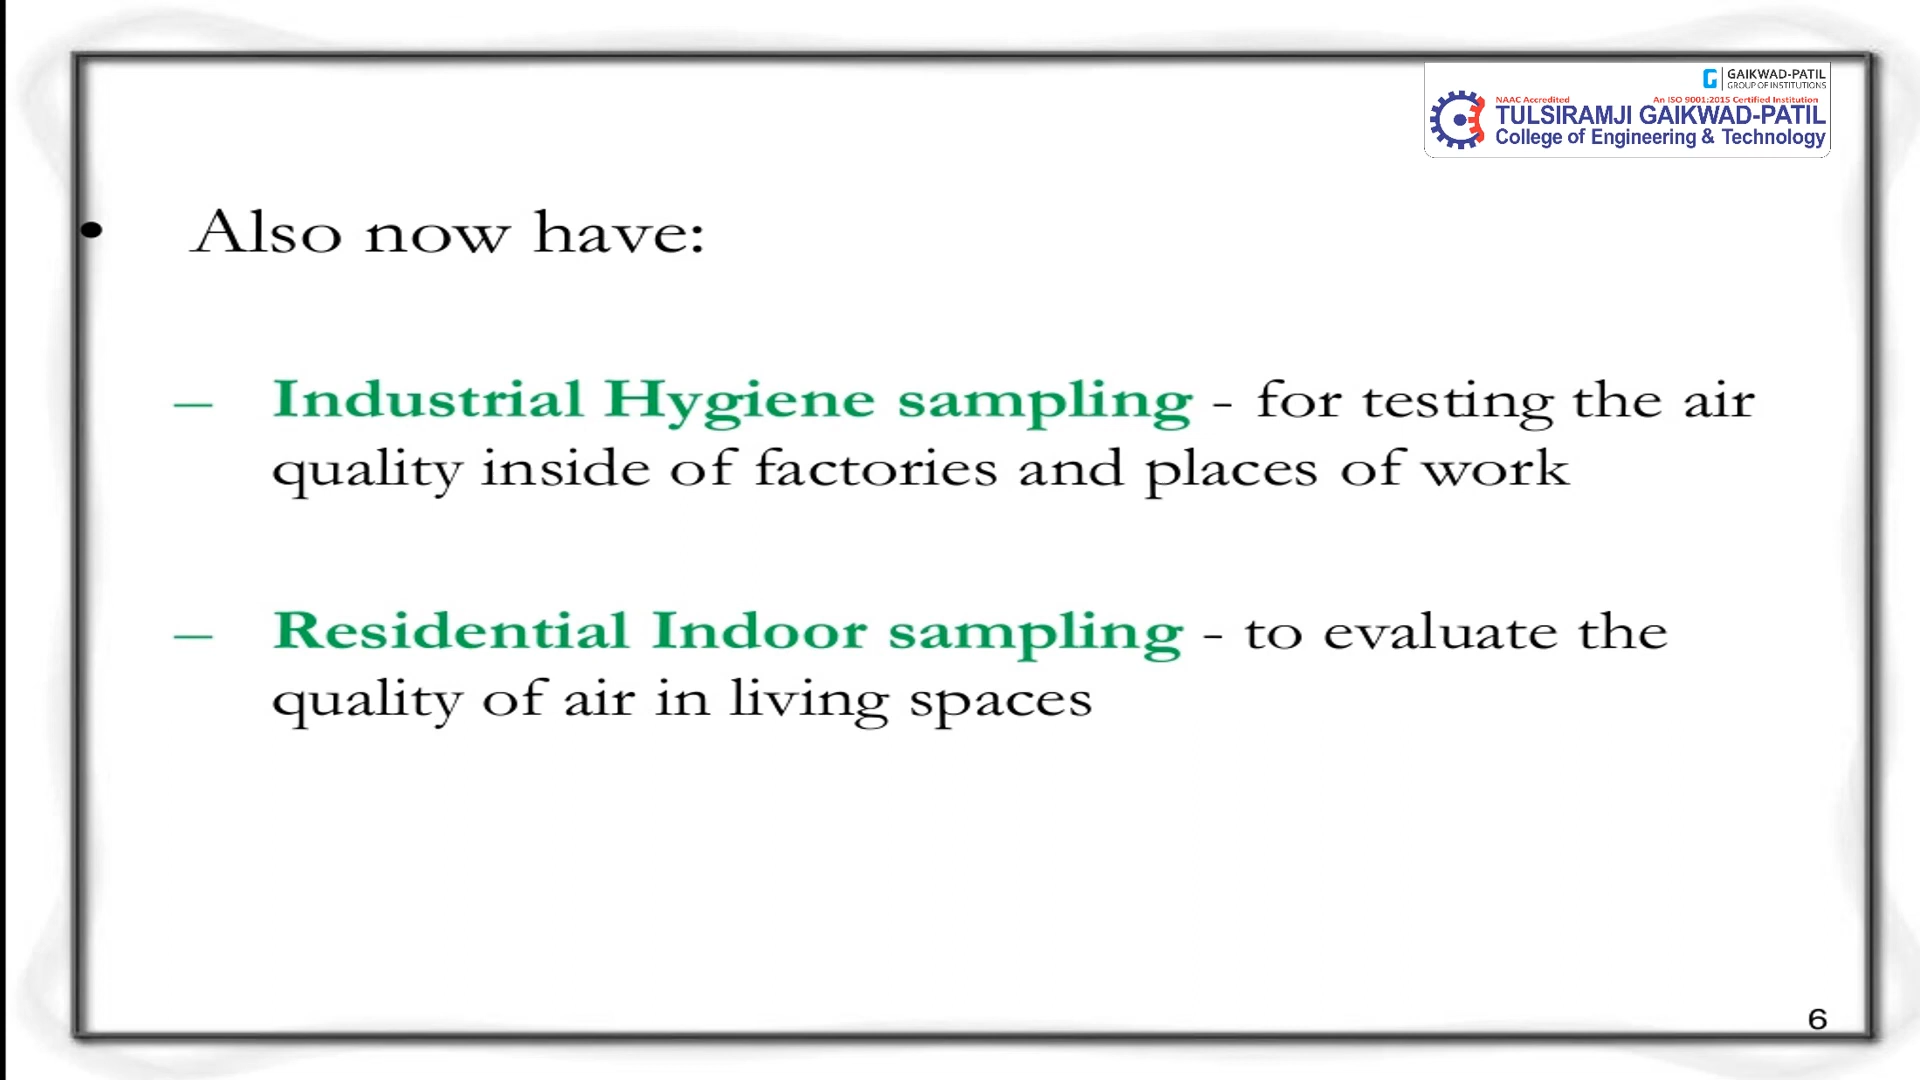 GAIKWAD-PATIL
GROUP OF INSTITUTIONS
NAAC Accredited An ISO 9001:2015 Certified Institution
TULSIRAMJI GAIKWAD-PATIL
College of Engineering & Technology
• Also now have:
– Industrial Hygiene sampling - for testing the air
quality inside of factories and places of work
– Residential Indoor sampling - to evaluate the
quality of air in living spaces
6